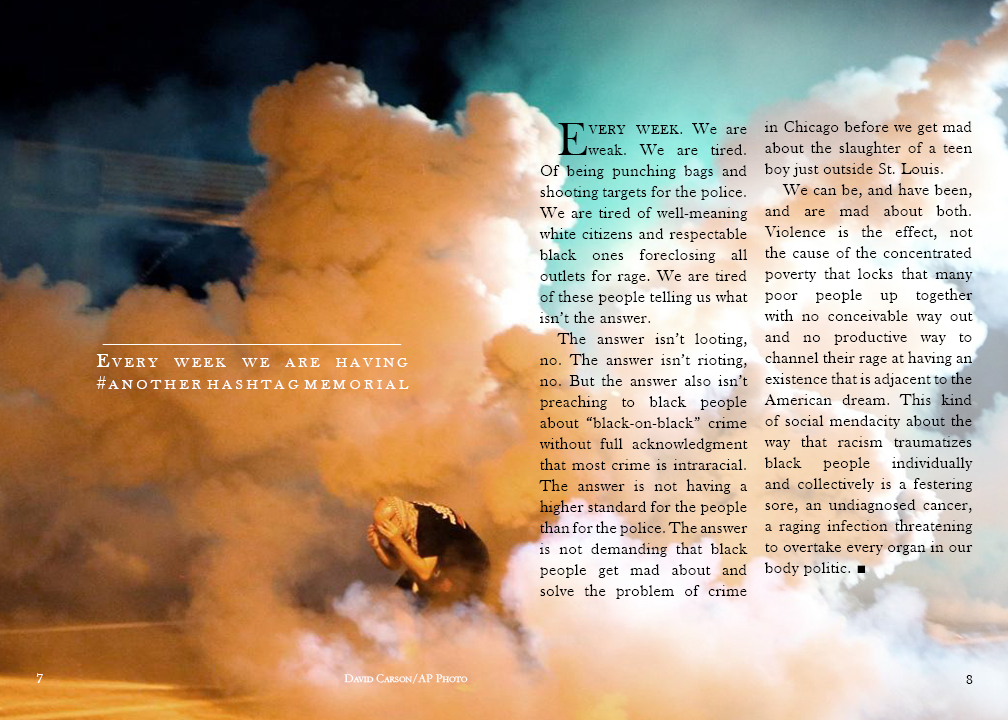 EVERY WEEK WE ARE HAVING
#ANOTHER HASHTAG MEMORIAL
EVERY WEEK. We are
weak. We are tired.
Of being punching bags and
shooting targets for the police.
We are tired of well-meaning
white citizens and respectable
black ones foreclosing all
outlets for rage. We are tired
of these people telling us what
isn’t the answer.
The answer isn’t looting,
no. The answer isn’t rioting,
no. But the answer also isn’t
preaching to black people
about “black-on-black” crime
without full acknowledgment
that most crime is intraracial.
The answer is not having a
higher standard for the people
than for the police. The answer
is not demanding that black
people get mad about and
solve the problem of crime
in Chicago before we get mad
about the slaughter of a teen
boy just outside St. Louis.
We can be, and have been,
and are mad about both.
Violence is the effect, not
the cause of the concentrated
poverty that locks that many
poor people up together
with no conceivable way out
and no productive way to
channel their rage at having an
existence that is adjacent to the
American dream. This kind
of social mendacity about the
way that racism traumatizes
black people individually
and collectively is a festering
sore, an undiagnosed cancer,
a raging infection threatening
to overtake every organ in our
body politic. ■
7
DAVID CARSON/AP PHOTO
8